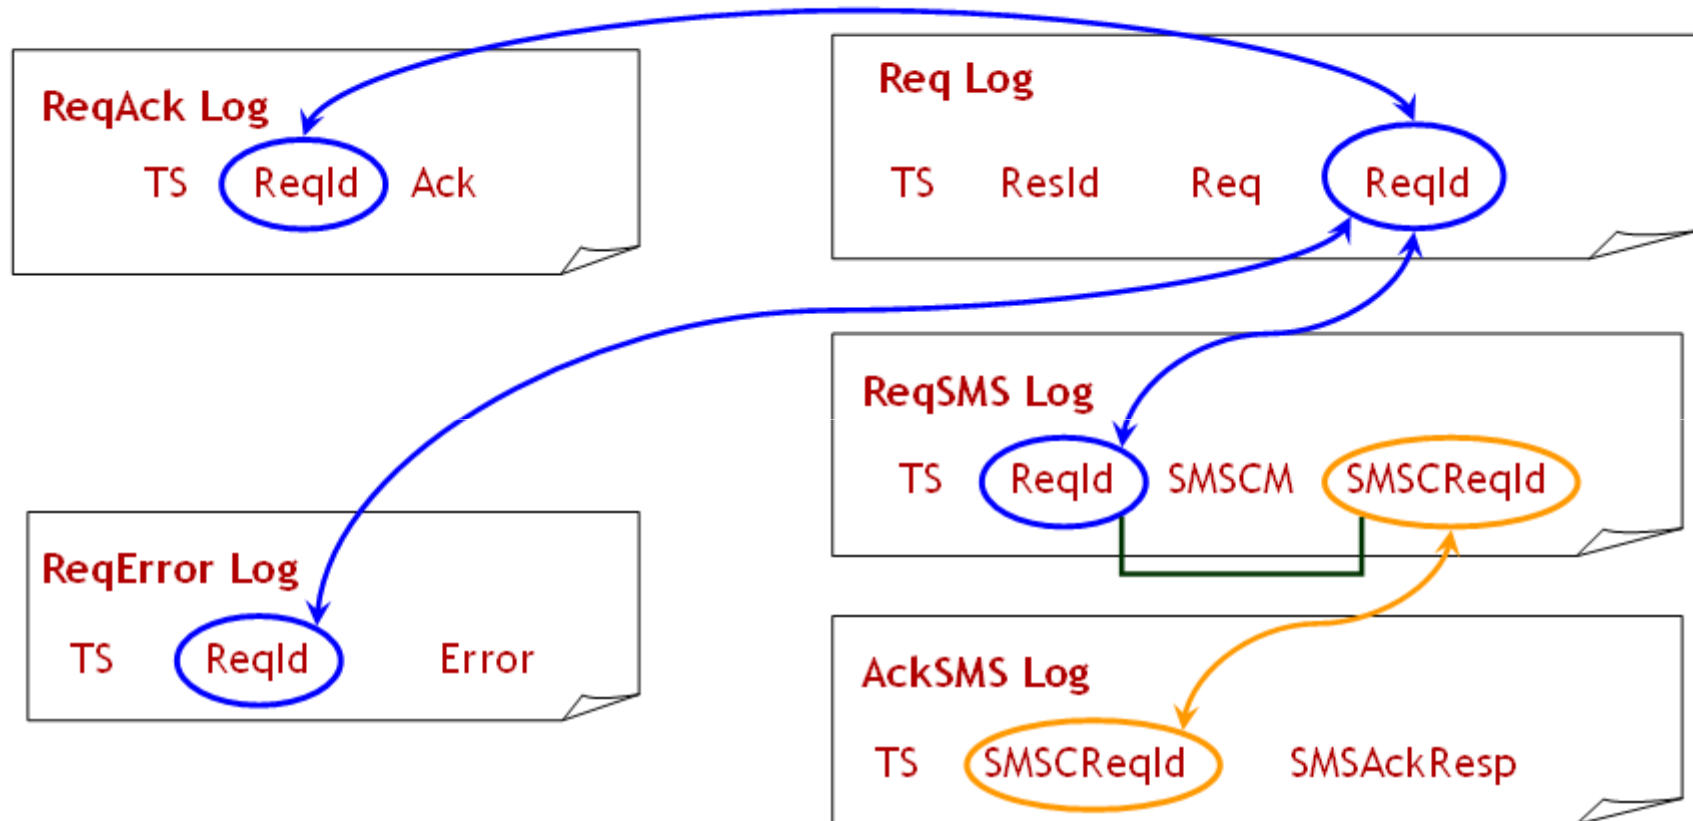 ReqAck Log
TS ReqId Ack
Req Log
TS ResId Req ReqId
ReqSMS Log
TS ReqId SMSCM SMSCReqId
ReqError Log
TS ReqId Error
AckSMS Log
TS SMSCReqId SMSAckResp